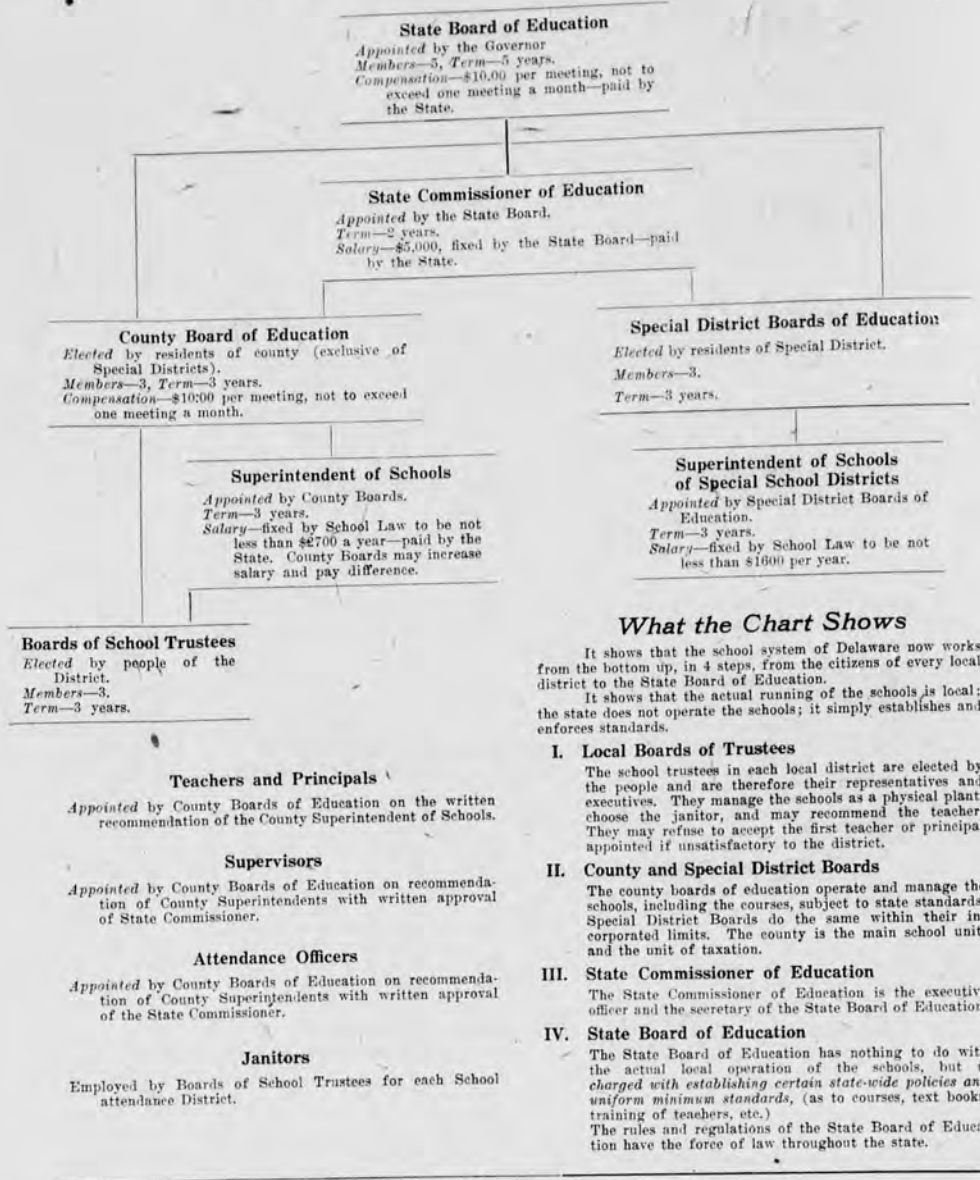 State Board of Education
Appointed by the Governor
Members—5, Term—5 years.
Compensation—$10.00 per meeting, not to
exceed one meeting a month—paid by
the State.
State Commissioner of Education
Appointed by the State Board.
Term—2 years.
Salary—$5,000, fixed by the State Board—paid
by the State.
County Board of Education
Elected by residents of county (exclusive of
Special Districts).
Members—3, Term—3 years.
Compensation—$10:00 per meeting, not to exceed
one meeting a month.
Special District Boards of Education
Elected by residents of Special District.
Members—3.
Term—3 years.
Superintendent of Schools
Appointed by County Boards.
Term—3 years.
Salary—fixed by School Law to be not
less than a year—paid by the
State. County Boards may increase
salary and pay difference.
Superintendent of Schools
of Special School Districts
Appointed by Special District Boards of
Education.
Term—3 years.
Salary—fixed by School Law to be not
less than $1600 per year.
Boards of School Trustees
Elected by people of the
District.
Members—3.
Term—3 years.
Teachers and Principals
Appointed by County Boards of Education on the written
recommendation of the County Superintendent of Schools.
Supervisors
Appointed by County Boards of Education on recommenda-
tion of County Superintendents with written approval
of State Commissioner.
Attendance Officers
Appointed by County Boards of Education on recommenda-
tion of County Superintendents with written approval
of the State Commissioner.
Janitors
Employed by Boards of School Trustees for each School
attendance District.
What the Chart Shows
It shows that the school system of Delaware now works
from the bottom up, in 4 steps, from the citizens of every local
district to the State Board of Education.
It shows that the actual running of the schools is local;
the state does not operate the schools; it simply establishes and
enforces standards.
I. Local Boards of Trustees
The school trustees in each local district are elected by
the people and are therefore their representatives and
executives. They manage the schools as a physical plant
choose the janitor, and may recommend the teacher
They may refuse to accept the first teacher or principa
appointed if unsatisfactory to the district.
II. County and Special District Boards
The county boards of education operate and manage the
schools, including the courses, subject to state standards
Special District Boards do the same within their in
corporated limits. The county is the main school unit
and the unit of taxation.
III. State Commissioner of Education
The State Commissioner of Education is the executiv
officer and the secretary of the State Board of Education
IV. State Board of Education
The State Board of Education has nothing to do wit
the actual local operation of the schools, but
charged with establishing certain state-wide policies an
uniform minimum standards, (as to courses, text book
training of teachers, etc.)
The rules and regulations of the State Board of Educa
tion have the force of law throughout the state.